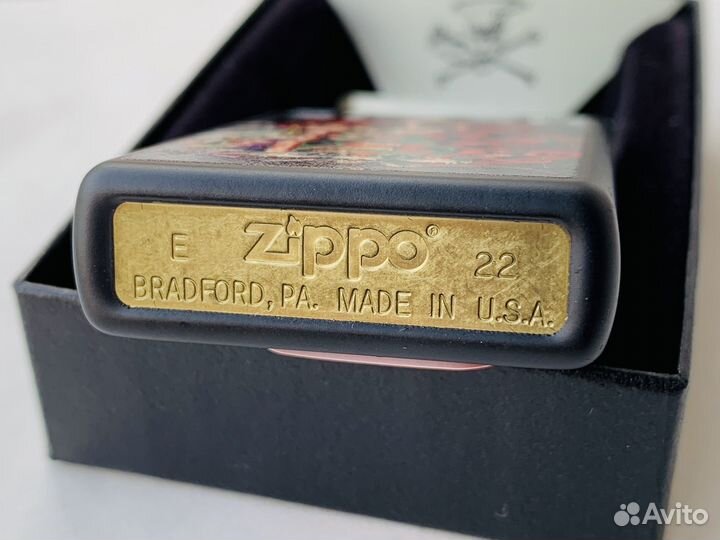 E Zippo® 22
BRADFORD, PA. MADE IN U.S.A.
Avito